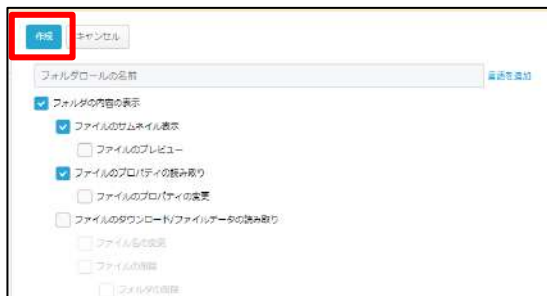 作成 キャンセル
フォルダロールの名前 言語を追加
フォルダの内容の表示
ファイルのサムネイル表示
ファイルのプレビュー
ファイルのプロパティの読み取り
ファイルのプロパティの変更
ファイルのダウンロード/ファイルデータの読み取り
ファイル名の変更
ファイルの削除
フォルダの削除